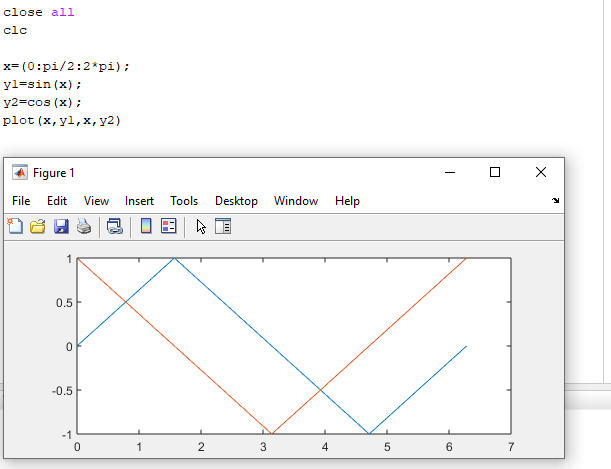 close all
clc
x=(0:pi/2:2*pi);
y1=sin(x);
y2=cos(x);
plot(x,y1,x,y2)
Figure 1
File Edit View Insert Tools Desktop Window Help
1
0.5
0
-0.5
-1
0 1 2 3 4 5 6 7